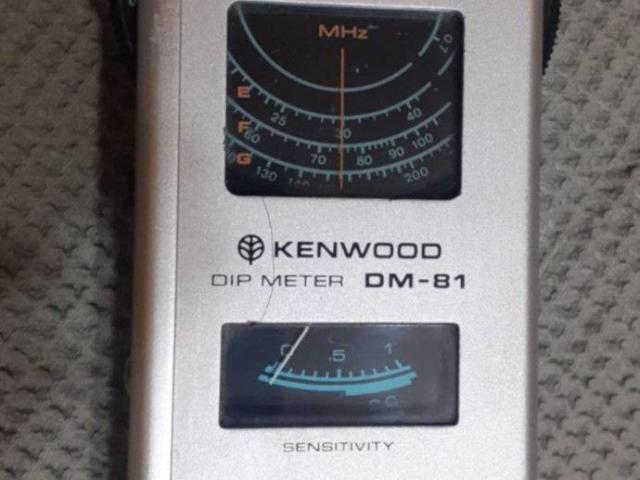 MHz
E
25
30
40
F
60
70
80
90
100
G
130
200
KENWOOD
DIP METER DM-81
0 .5 1
SENSITIVITY